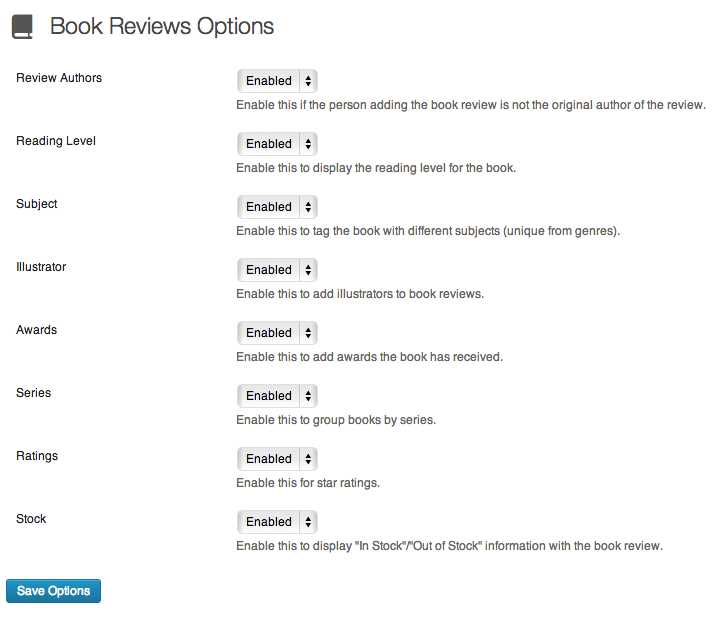 Book Reviews Options
Review Authors
Enabled
Enable this if the person adding the book review is not the original author of the review.
Reading Level
Enabled
Enable this to display the reading level for the book.
Subject
Enabled
Enable this to tag the book with different subjects (unique from genres).
Illustrator
Enabled
Enable this to add illustrators to book reviews.
Awards
Enabled
Enable this to add awards the book has received.
Series
Enabled
Enable this to group books by series.
Ratings
Enabled
Enable this for star ratings.
Stock
Enabled
Enable this to display "In Stock"/"Out of Stock" information with the book review.
Save Options